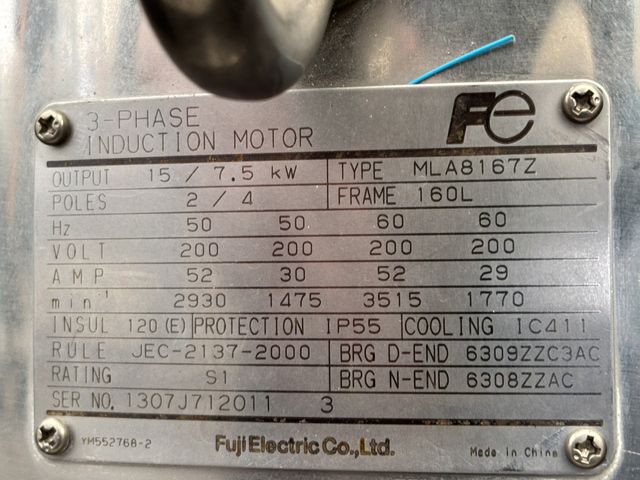 3-PHASE
INDUCTION MOTOR
Fe
OUTPUT 15 / 7.5 kW TYPE MLA8167Z
POLES 2 / 4 FRAME 160L
Hz 50 50 60 60
VOLT 200 200 200 200
AMP 52 30 52 29
min⁻¹ 2930 1475 3515 1770
INSUL 120 (E) PROTECTION IP55 COOLING IC411
RULE JEC-2137-2000 BRG D-END 6309ZZC3AC
RATING S1 BRG N-END 6308ZZAC
SER NO. 1307J712011 3
YM552768-2 Fuji Electric Co.,Ltd. Made in China